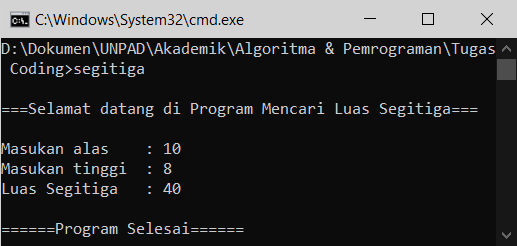 C:\Windows\System32\cmd.exe
D:\Dokumen\UNPAD\Akademik\Algoritma & Pemrograman\Tugas
 Coding>segitiga
===Selamat datang di Program Mencari Luas Segitiga===
Masukan alas    : 10
Masukan tinggi  : 8
Luas Segitiga   : 40
======Program Selesai======